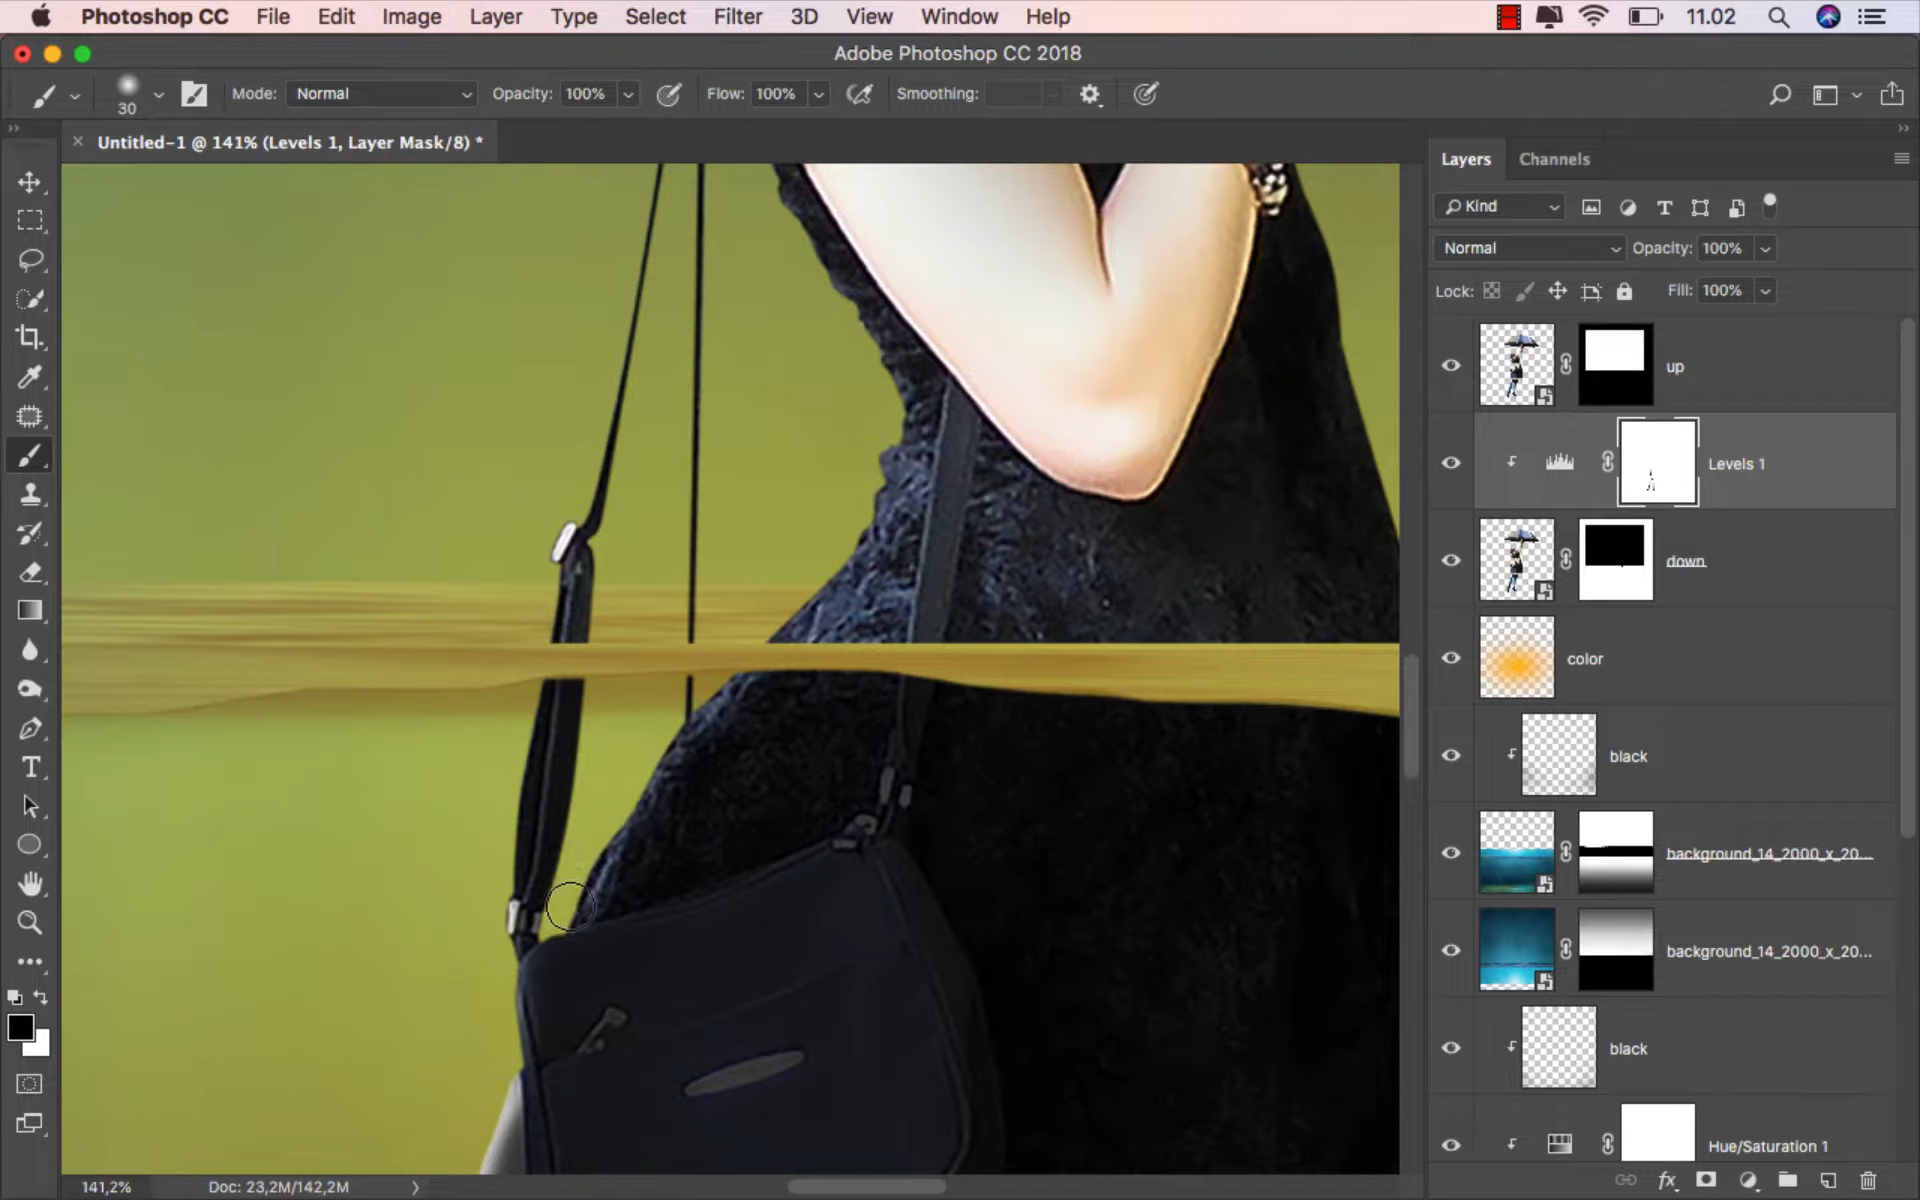 Photoshop CC File Edit Image Layer Type Select Filter 3D View Window Help 11.02
Adobe Photoshop CC 2018
30 Mode: Normal Opacity: 100% Flow: 100% Smoothing:
× Untitled-1 @ 141% (Levels 1, Layer Mask/8) *
Layers Channels
Kind
Normal Opacity: 100%
Lock: Fill: 100%
up
Levels 1
down
color
black
background_14_2000_x_20...
background_14_2000_x_20...
black
Hue/Saturation 1
141,2% Doc: 23,2M/142,2M